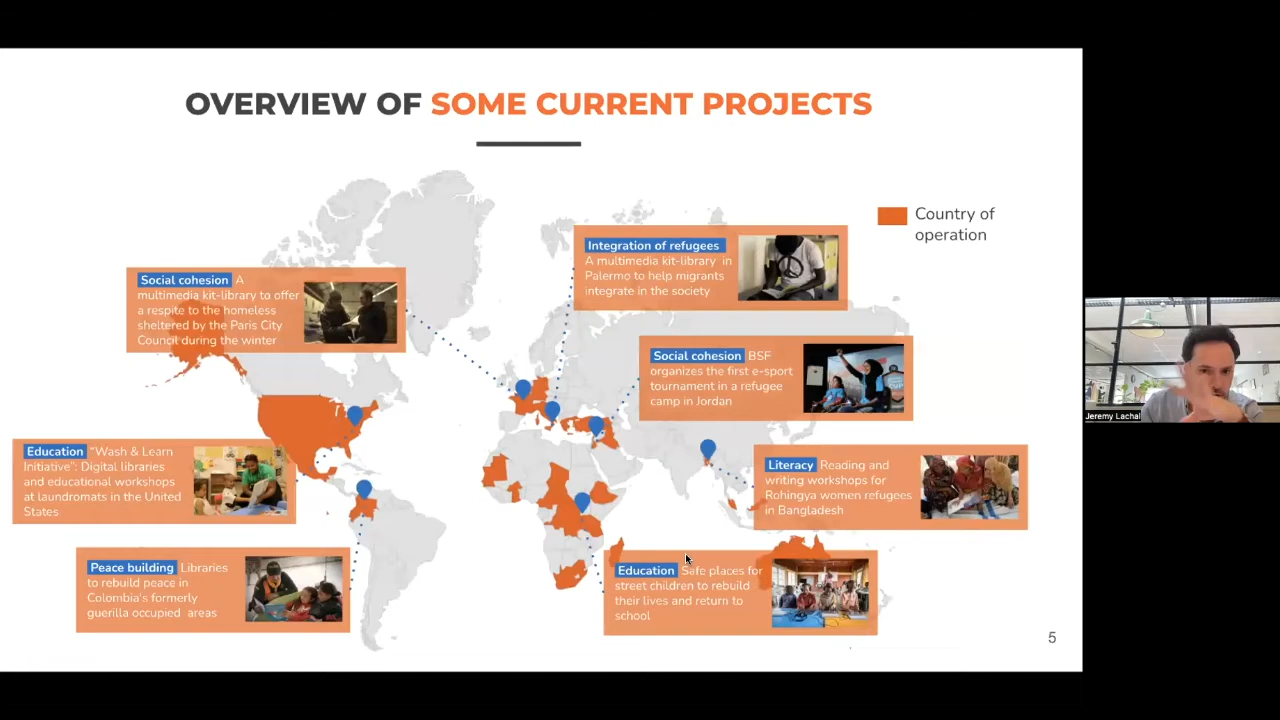 OVERVIEW OF SOME CURRENT PROJECTS
Country of
operation
Social cohesion A
multimedia kit-library to offer
a respite to the homeless
sheltered by the Paris City
Council during the winter
Integration of refugees
A multimedia kit-library in
Palermo to help migrants
integrate in the society
Social cohesion BSF
organizes the first e-sport
tournament in a refugee
camp in Jordan
Education "Wash & Learn
Initiative": Digital libraries
and educational workshops
at laundromats in the United
States
Literacy Reading and
writing workshops for
Rohingya women refugees
in Bangladesh
Peace building Libraries
to rebuild peace in
Colombia's formerly
guerilla occupied areas
Education Safe places for
street children to rebuild
their lives and return to
school
5
Jeremy Lachal